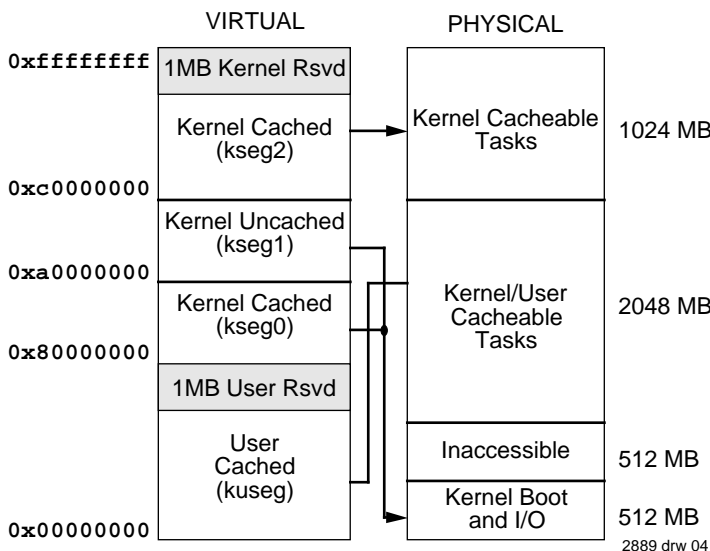 VIRTUAL
PHYSICAL
0xffffffff
1MB Kernel Rsvd
Kernel Cached
(kseg2)
Kernel Cacheable
Tasks
1024 MB
0xc0000000
Kernel Uncached
(kseg1)
0xa0000000
Kernel Cached
(kseg0)
Kernel/User
Cacheable
Tasks
2048 MB
0x80000000
1MB User Rsvd
User
Cached
(kuseg)
Inaccessible
512 MB
Kernel Boot
and I/O
512 MB
0x00000000
2889 drw 04